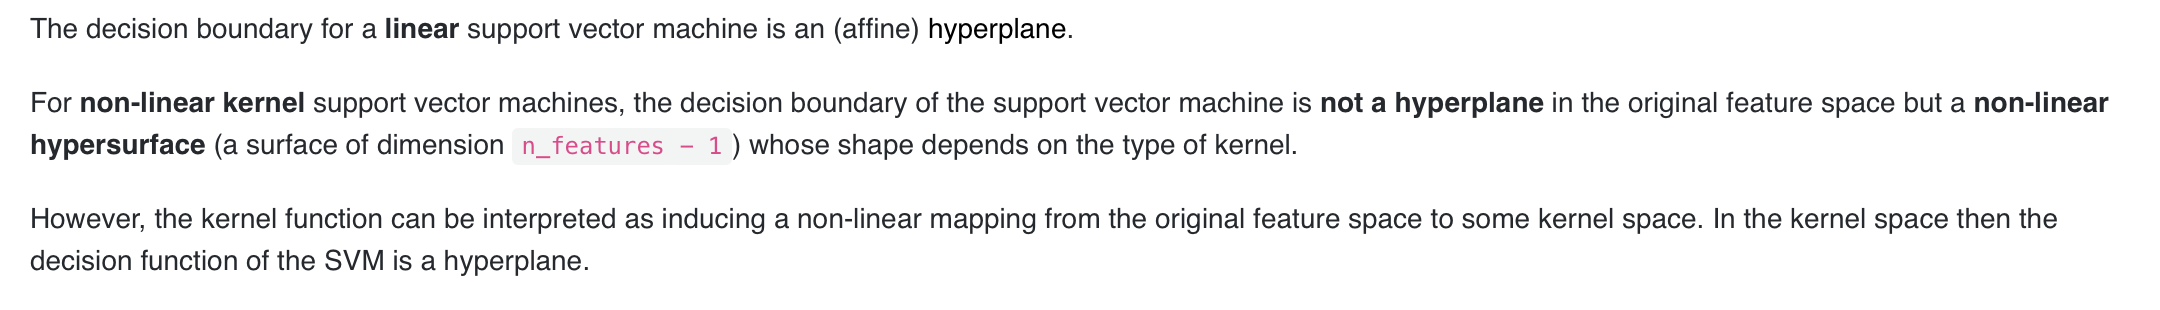 The decision boundary for a linear support vector machine is an (affine) hyperplane.
For non-linear kernel support vector machines, the decision boundary of the support vector machine is not a hyperplane in the original feature space but a non-linear
hypersurface (a surface of dimension n_features - 1 ) whose shape depends on the type of kernel.
However, the kernel function can be interpreted as inducing a non-linear mapping from the original feature space to some kernel space. In the kernel space then the
decision function of the SVM is a hyperplane.